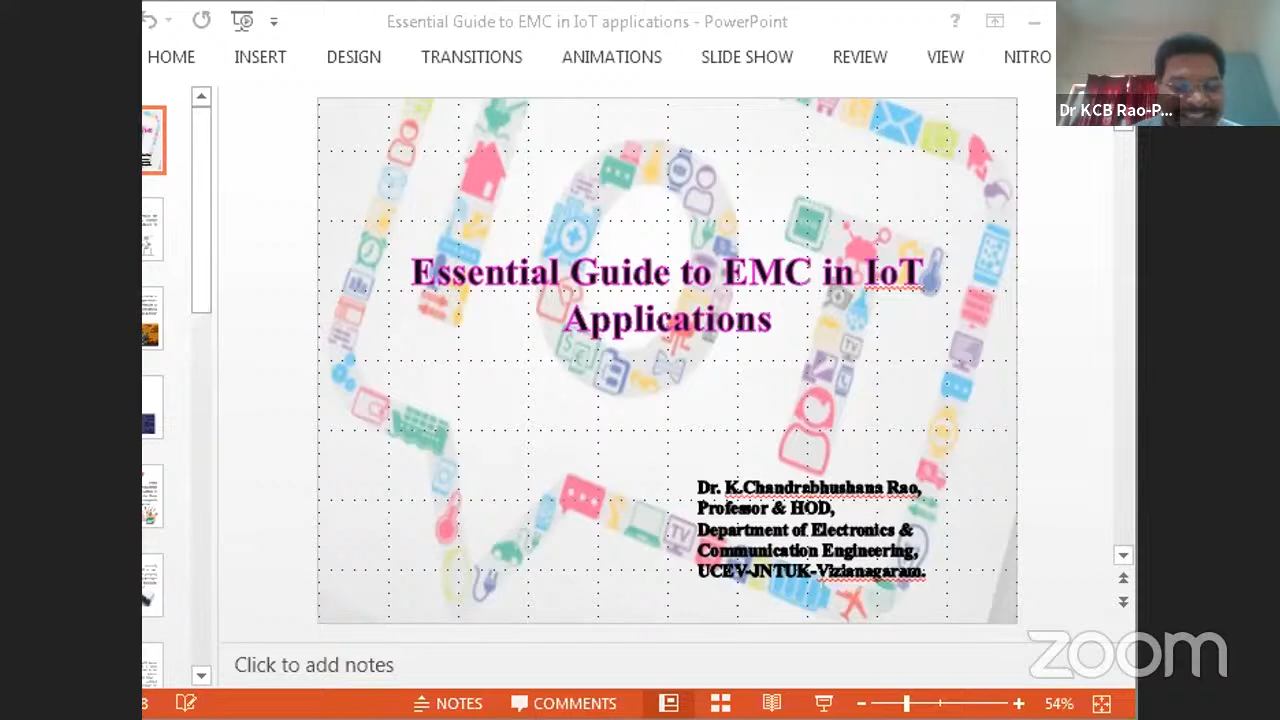 Essential Guide to EMC in IoT applications - PowerPoint
?
HOME INSERT DESIGN TRANSITIONS ANIMATIONS SLIDE SHOW REVIEW VIEW NITRO
Dr KCB Rao-P...
Essential Guide to EMC in IoT
Applications
Dr. K.Chandrabhushana Rao,
Professor & HOD,
Department of Electronics &
Communication Engineering,
UCEV-JNTUK-Vizianagaram.
TV
Click to add notes
zoom
3 NOTES COMMENTS 54%